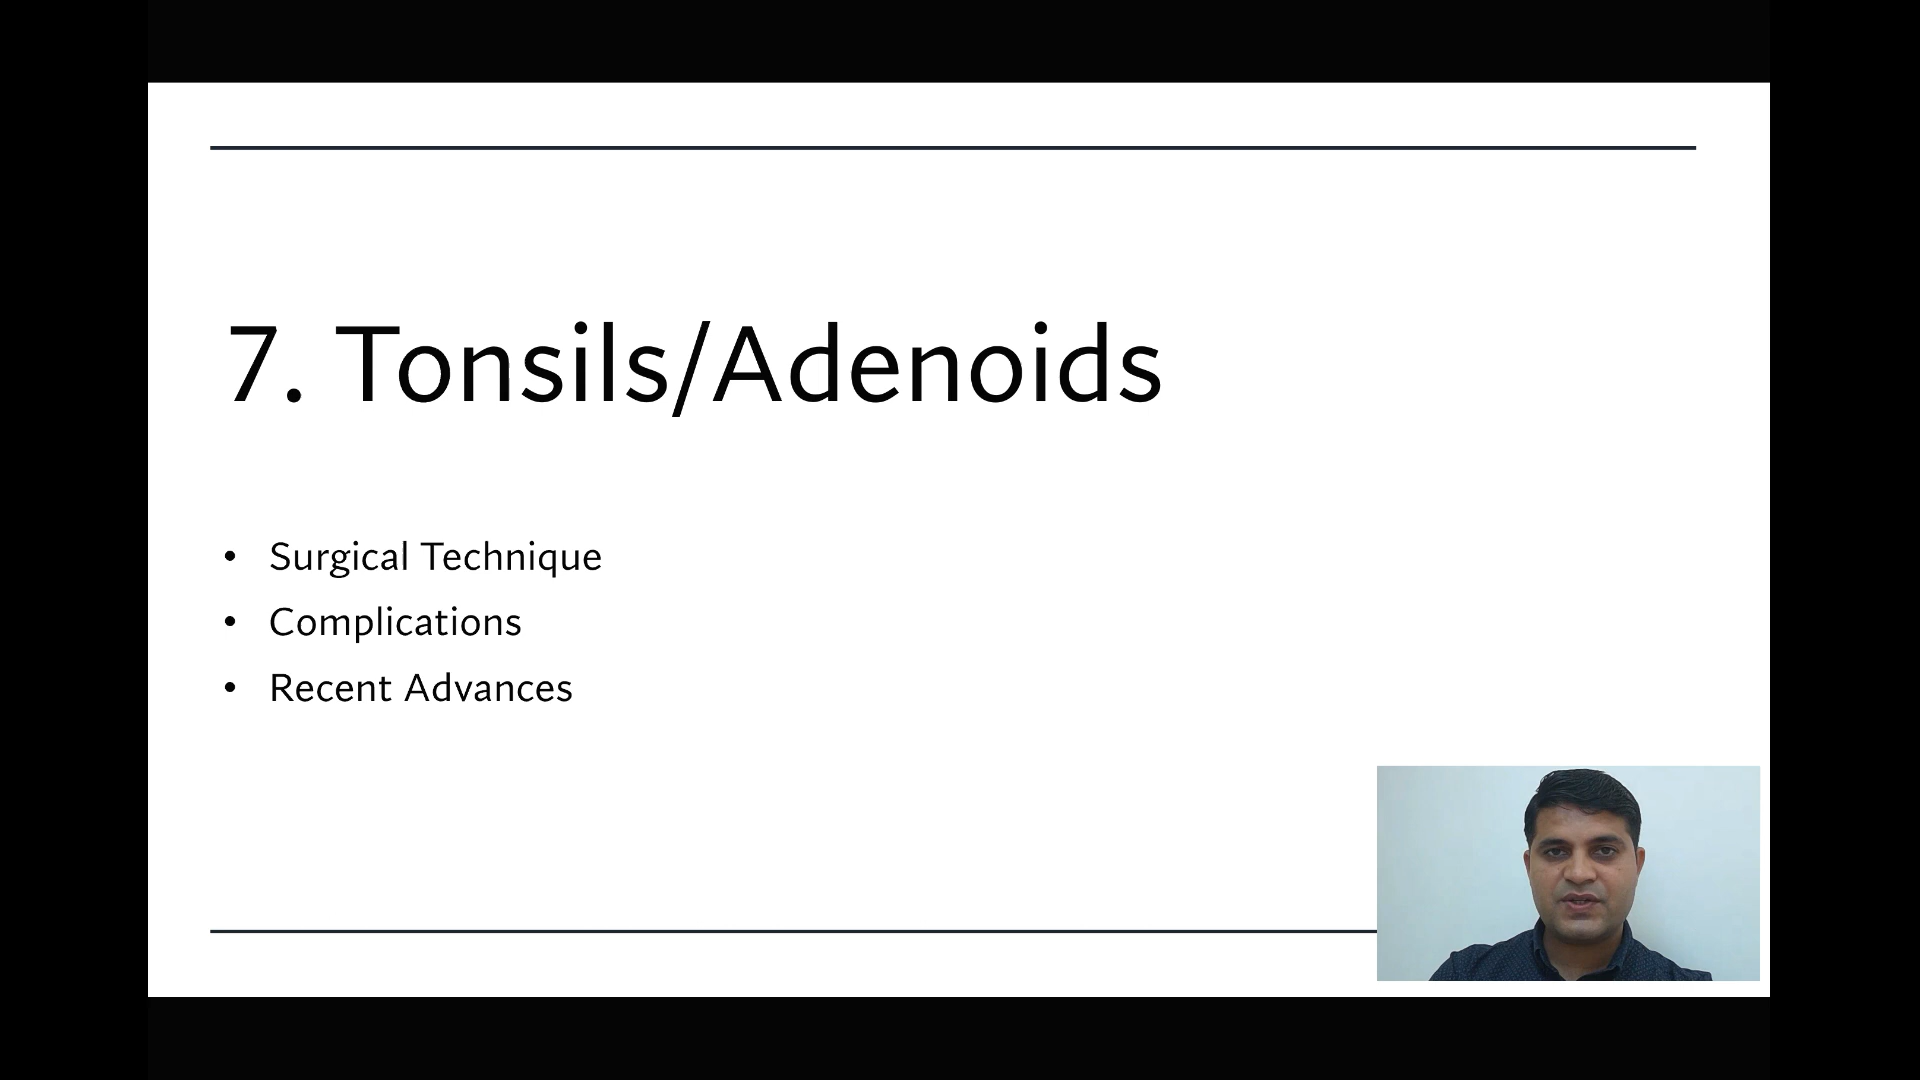 7. Tonsils/Adenoids
• Surgical Technique
• Complications
• Recent Advances